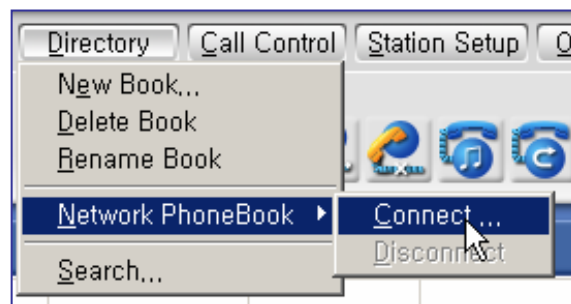 Directory Call Control Station Setup O
New Book...
Delete Book
Rename Book
Network PhoneBook Connect ...
Disconnect
Search...